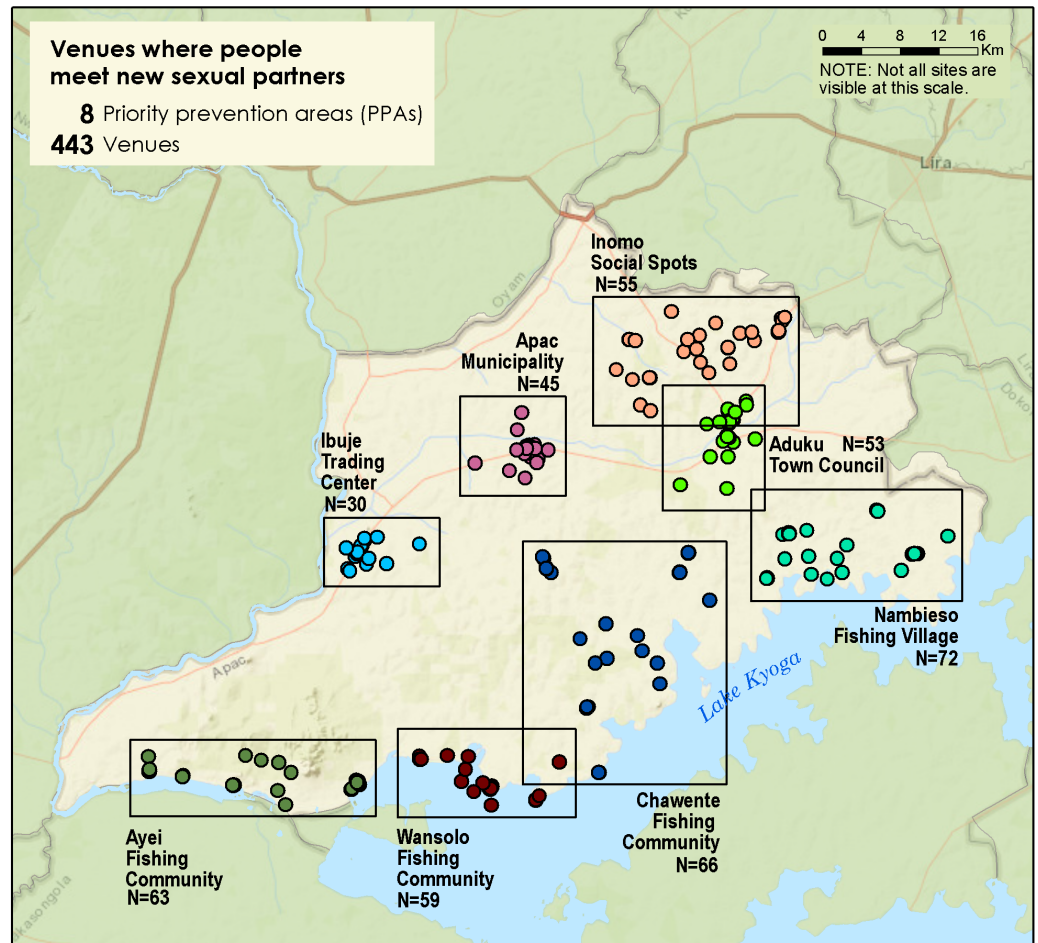 Venues where people
meet new sexual partners
8 Priority prevention areas (PPAs)
443 Venues
0 4 8 12 16
Km
NOTE: Not all sites are
visible at this scale.
Lira
Oyam
Inomo
Social Spots
N=55
Apac
Municipality
N=45
Ibuje
Trading
Center
N=30
Aduku N=53
Town Council
Nambieso
Fishing Village
N=72
Apac
Lake Kyoga
Chawente
Fishing
Community
N=66
Ayei
Fishing
Community
N=63
Wansolo
Fishing
Community
N=59